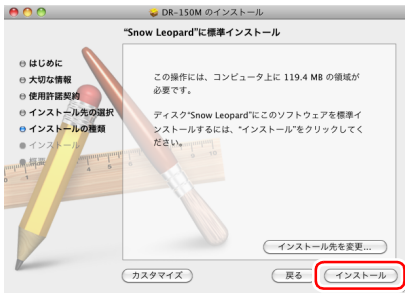 DR-150M のインストール
“Snow Leopard”に標準インストール
はじめに
大切な情報
使用許諾契約
インストール先の選択
インストールの種類
インストール
概要
この操作には、コンピュータ上に 119.4 MB の領域が
必要です。
ディスク“Snow Leopard”にこのソフトウェアを標準イ
ンストールするには、“インストール”をクリックしてく
ださい。
インストール先を変更...
カスタマイズ
戻る
インストール